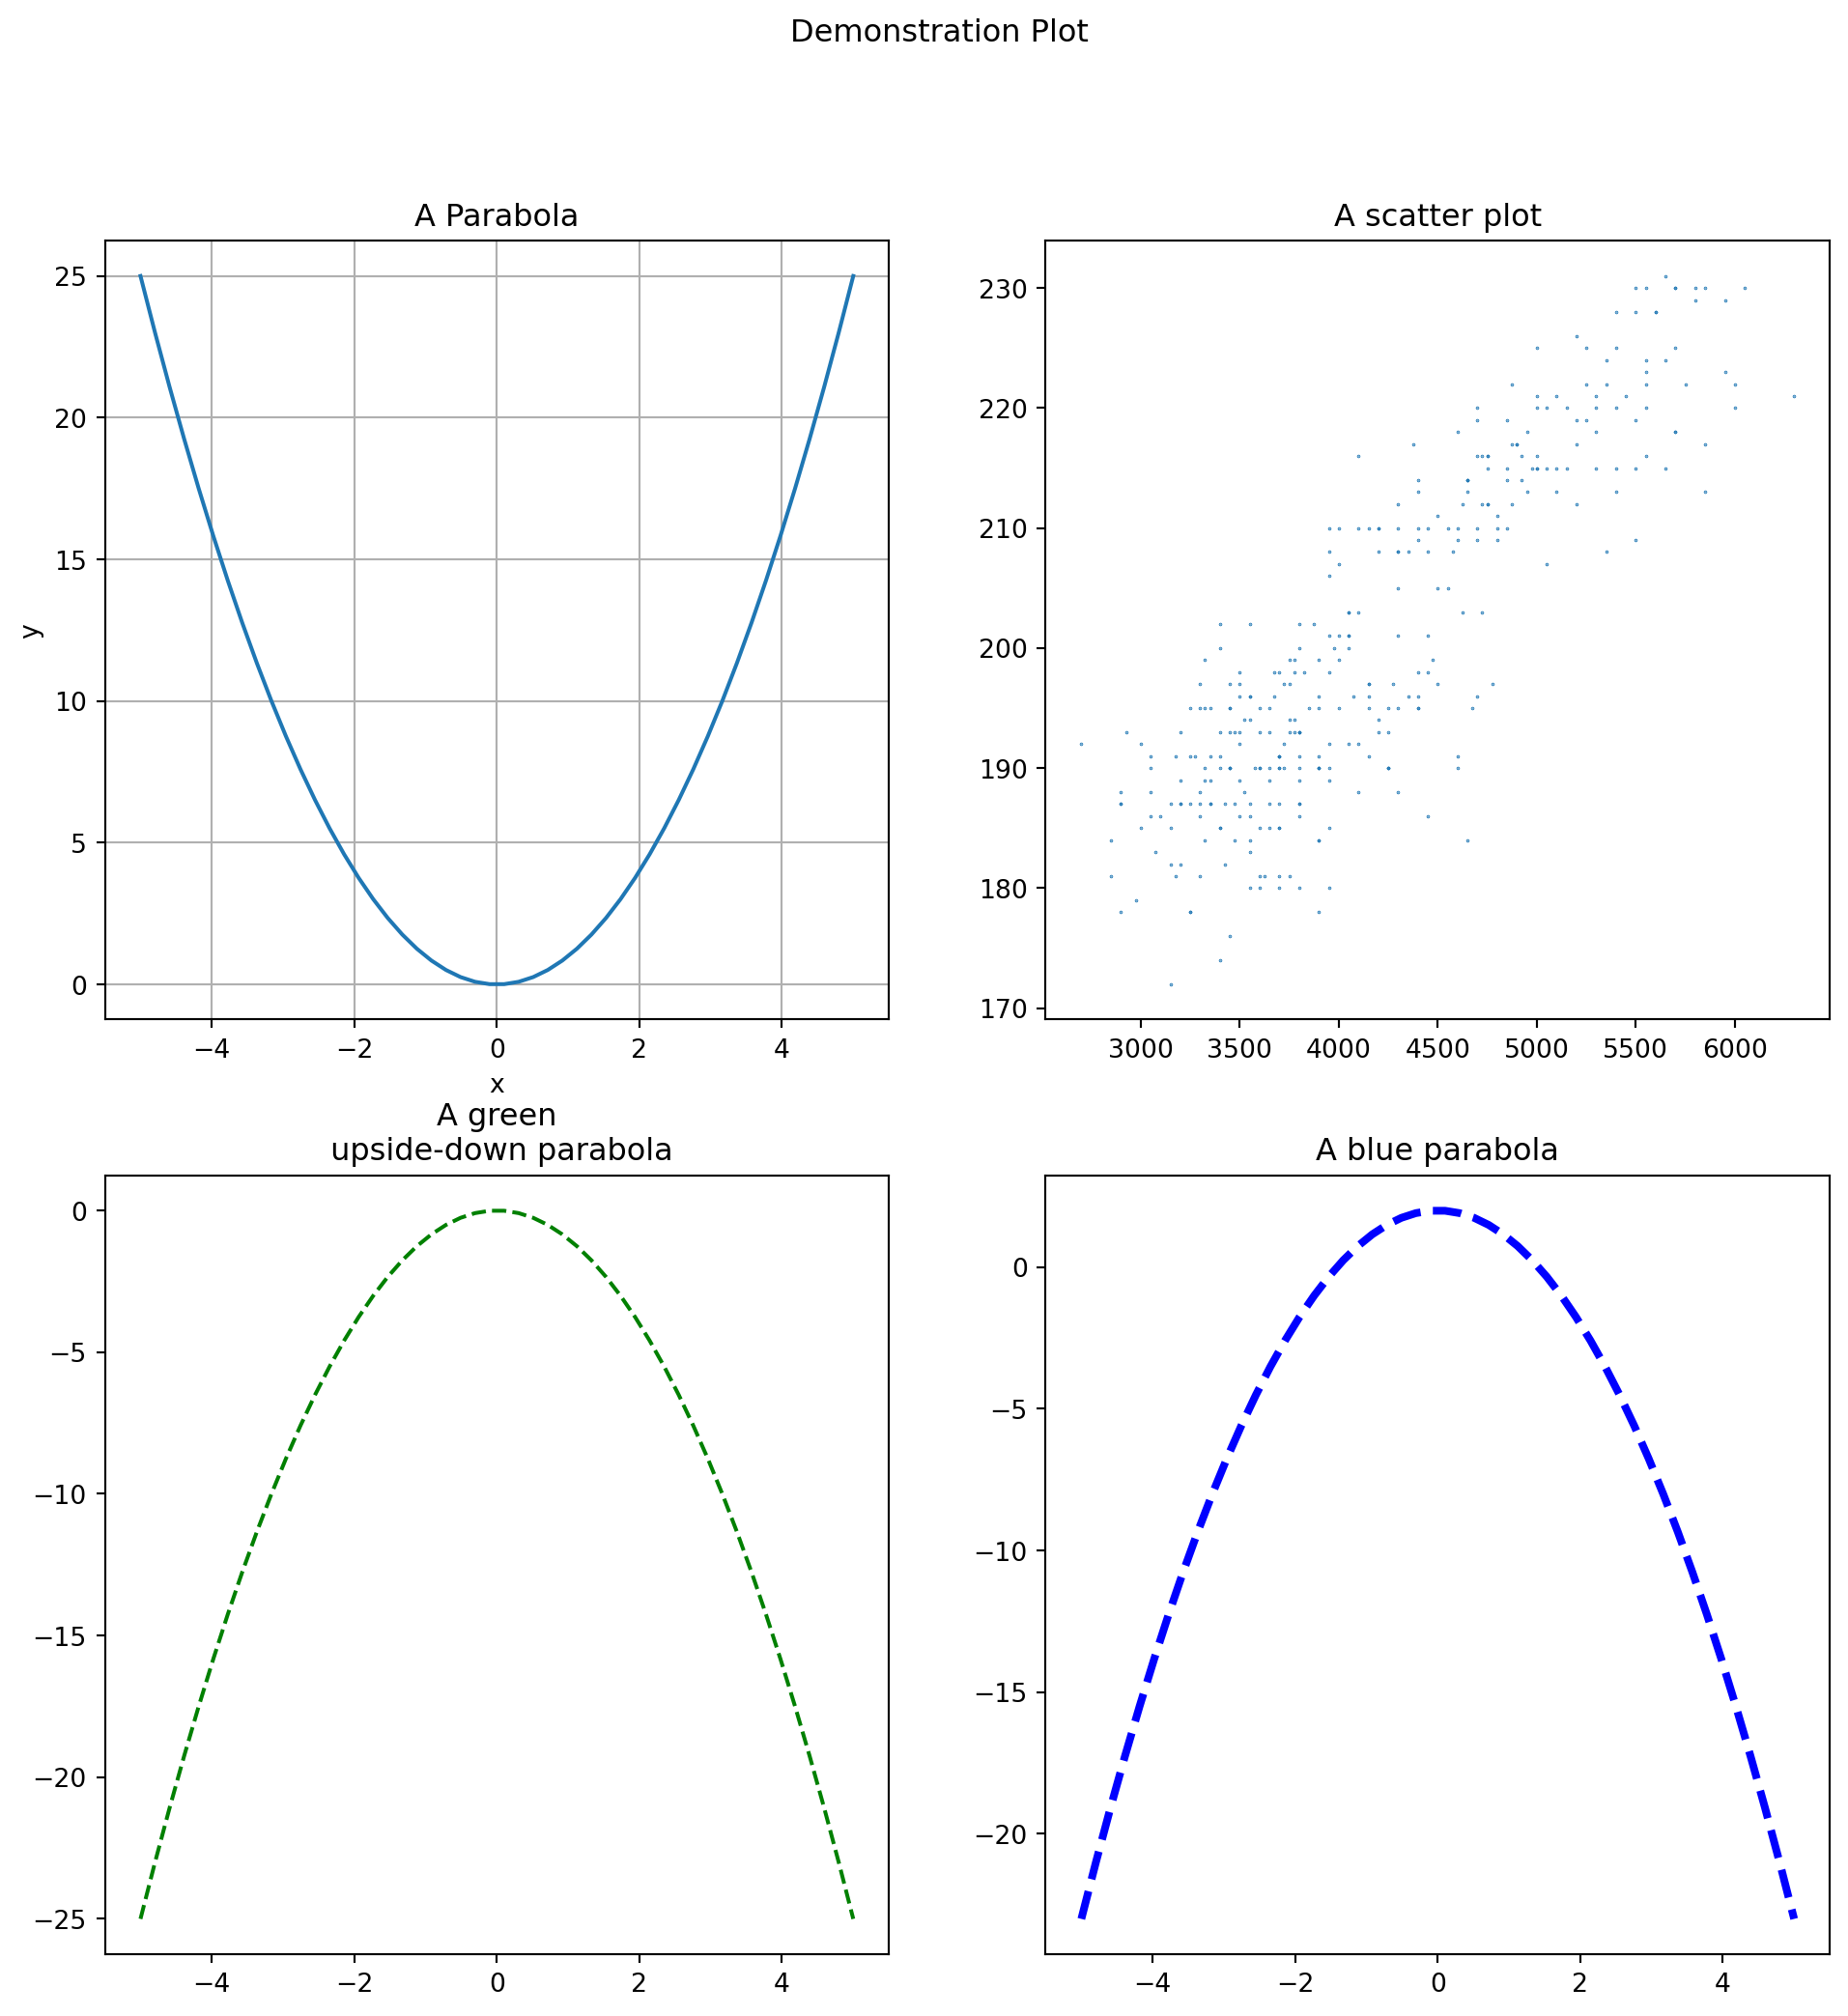 Demonstration Plot
A Parabola
25
20
15
10
5
0
y
−4 −2 0 2 4
x
A scatter plot
230
220
210
200
190
180
170
3000 3500 4000 4500 5000 5500 6000
A green
upside-down parabola
0
−5
−10
−15
−20
−25
−4 −2 0 2 4
A blue parabola
0
−5
−10
−15
−20
−4 −2 0 2 4